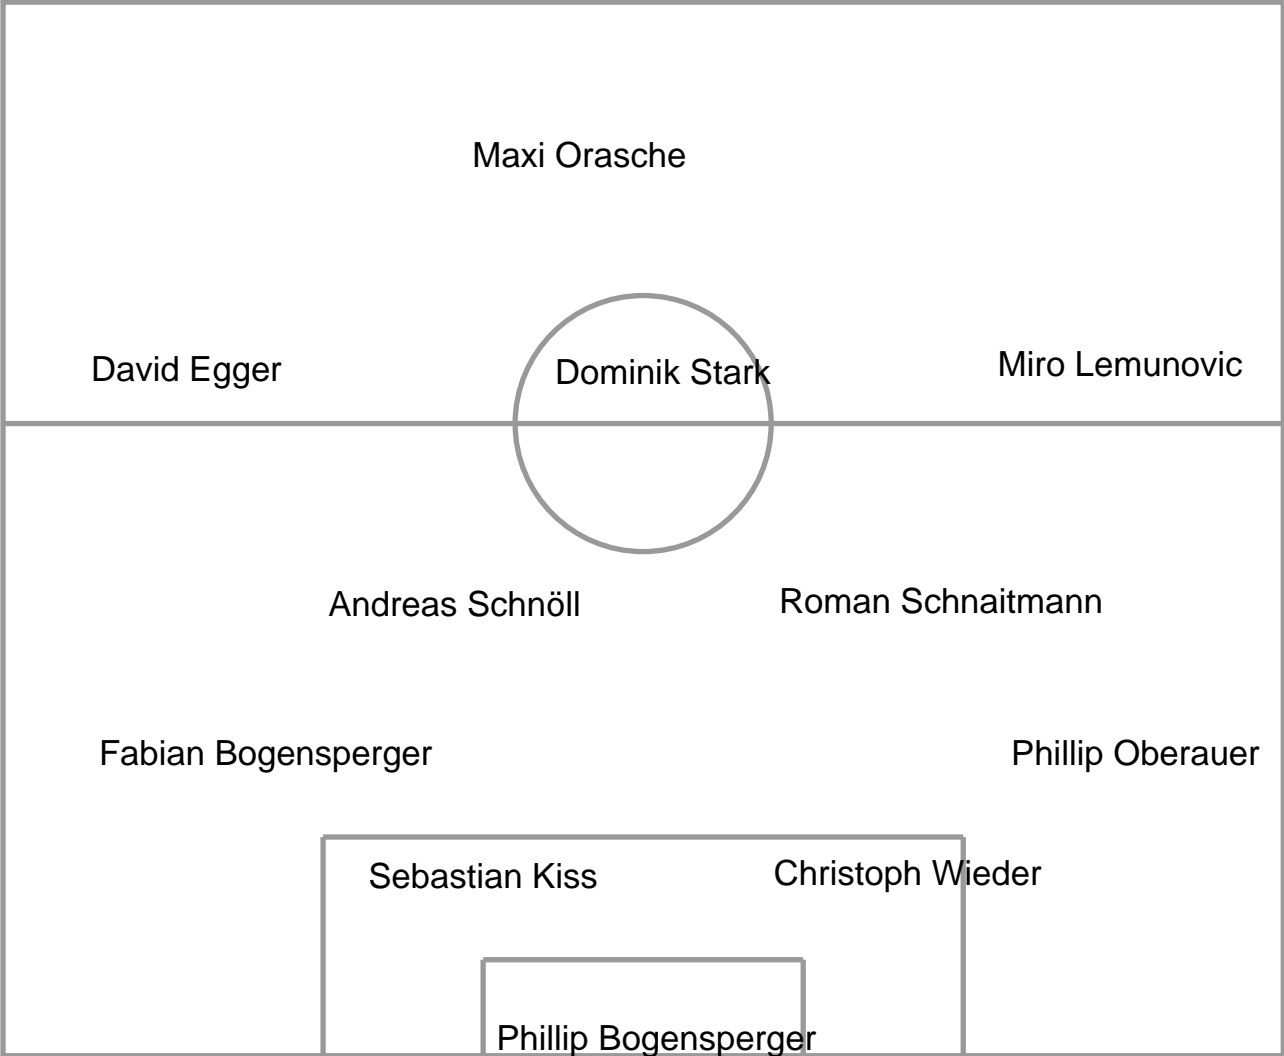 Maxi Orasche
David Egger
Dominik Stark
Miro Lemunovic
Andreas Schnöll
Roman Schnaitmann
Fabian Bogensperger
Phillip Oberauer
Sebastian Kiss
Christoph Wieder
Phillip Bogensperger